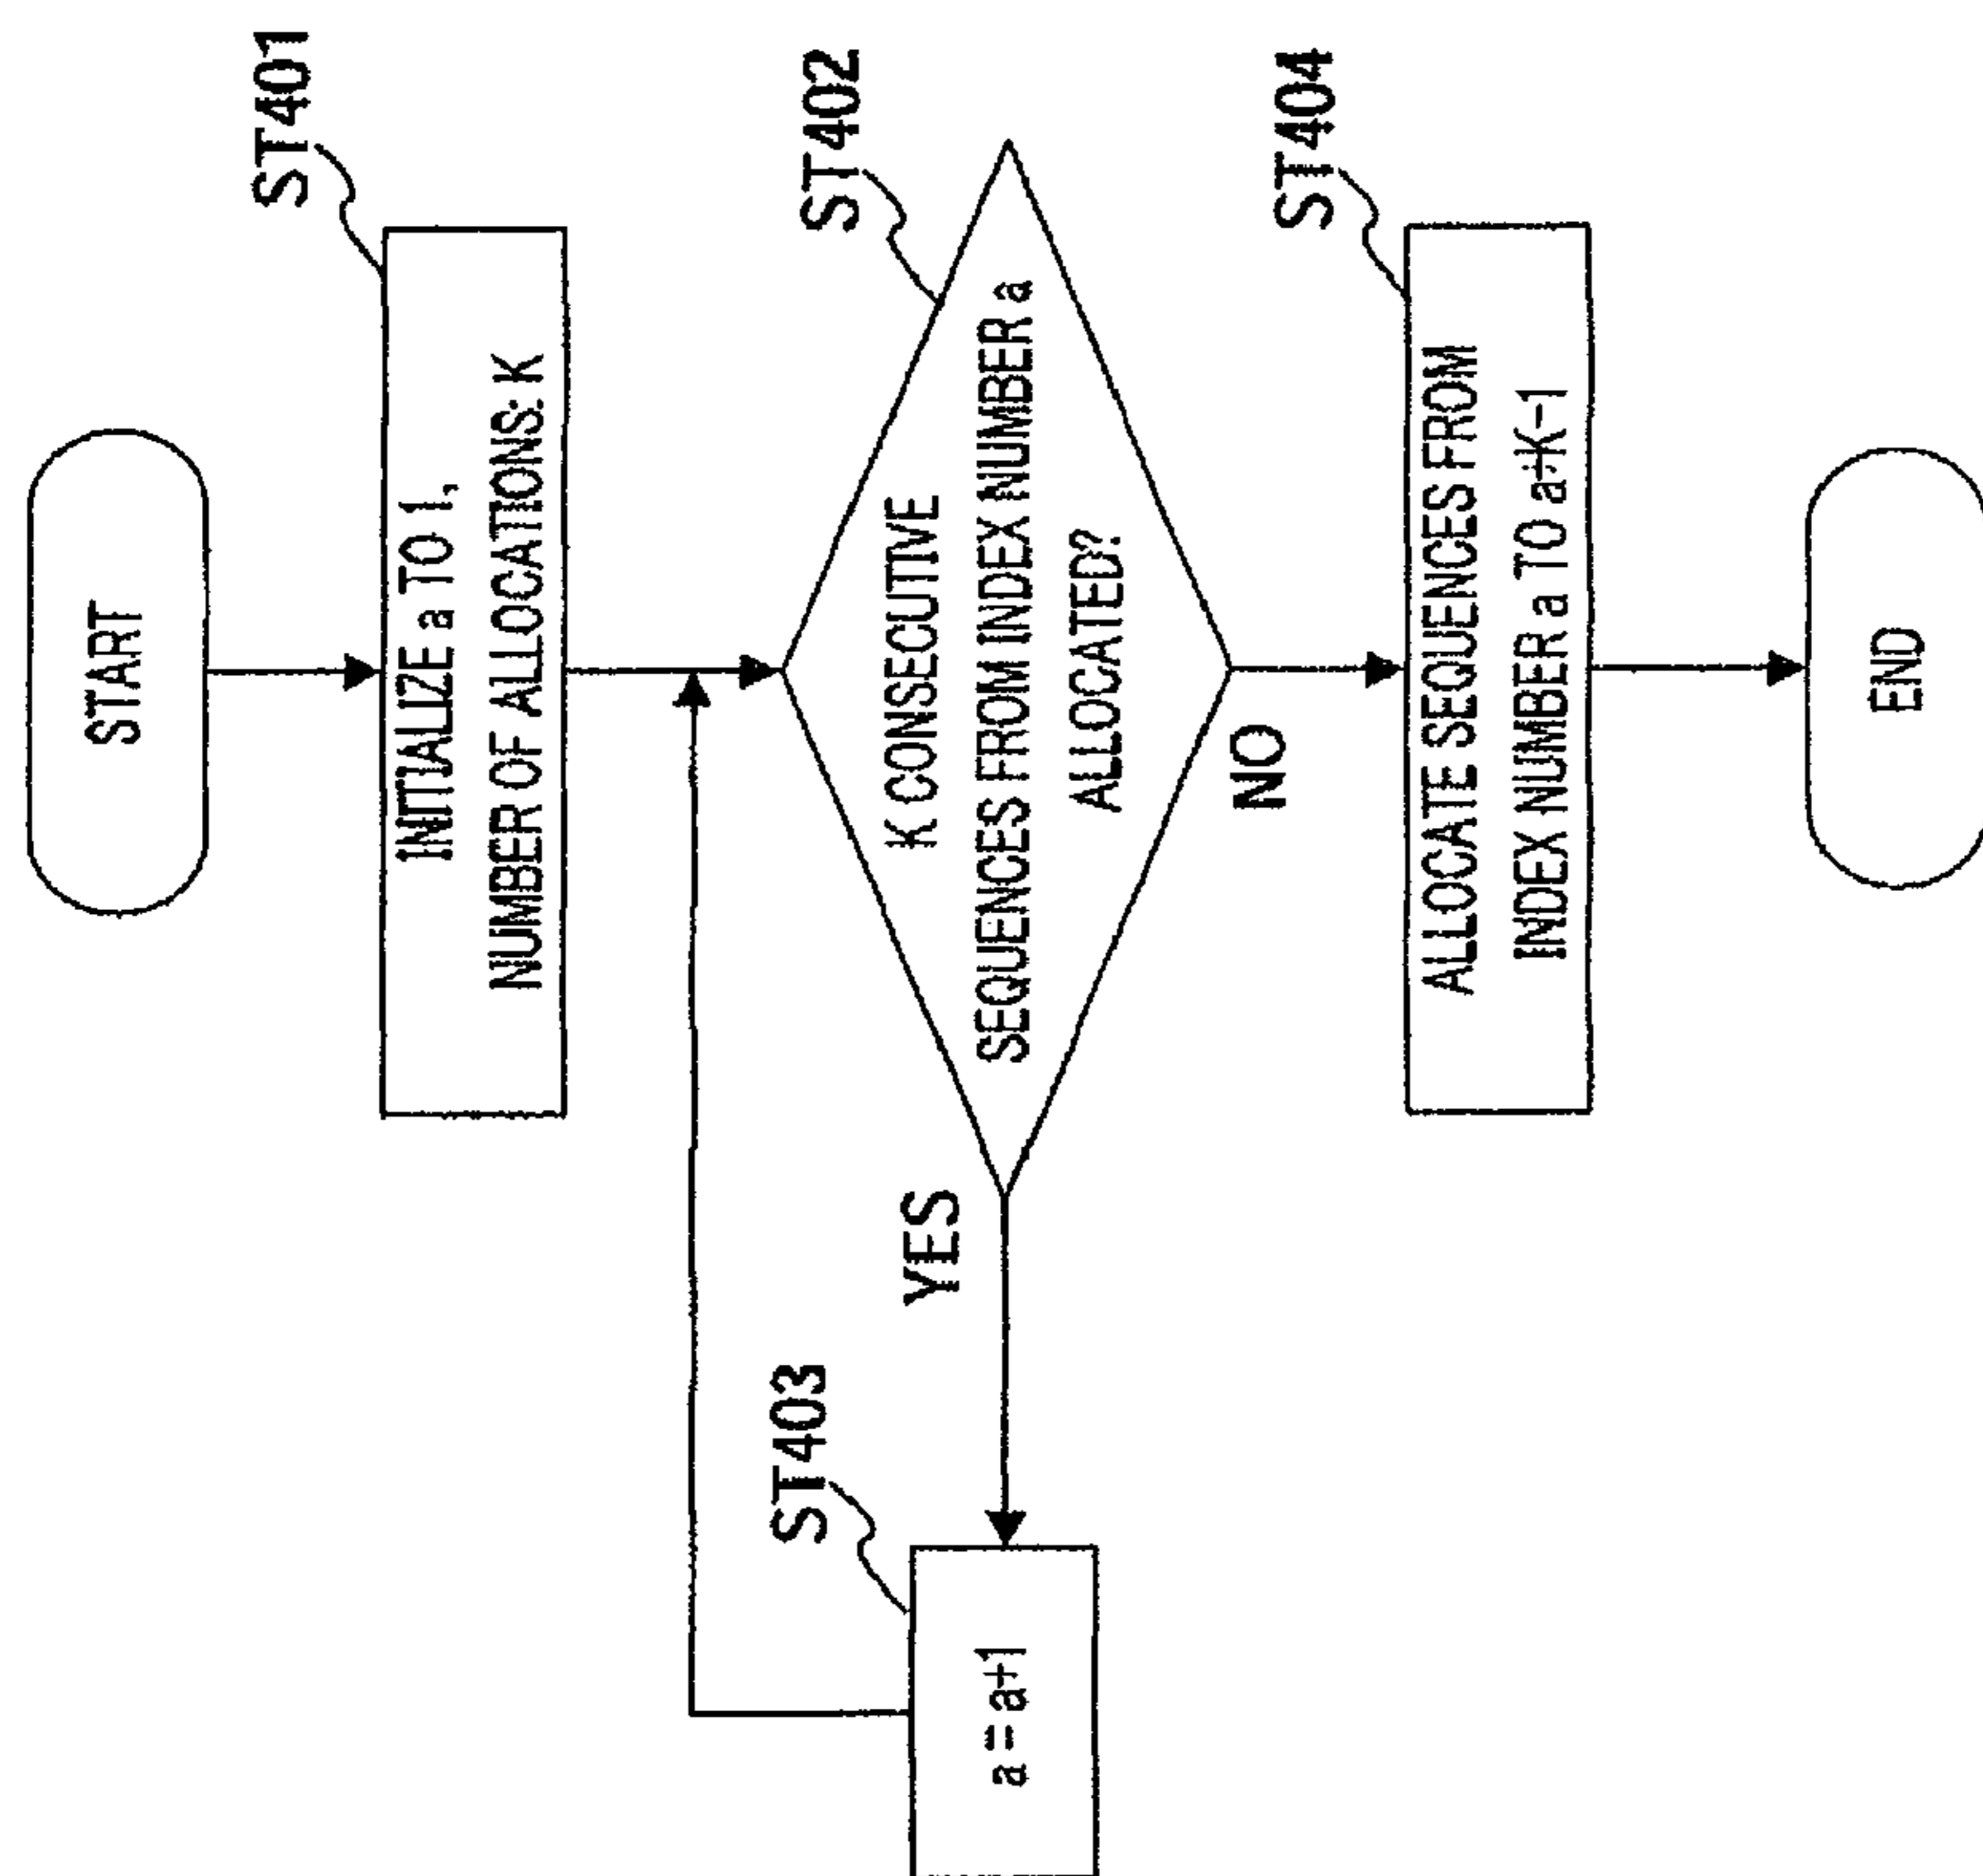 START
ST401
INITIALIZE a TO 1,
NUMBER OF ALLOCATIONS: K
ST402
K CONSECUTIVE
SEQUENCES FROM INDEX NUMBER a
ALLOCATED?
YES
ST403
a=a+1
NO
ST404
ALLOCATE SEQUENCES FROM
INDEX NUMBER a TO a+K-1
END